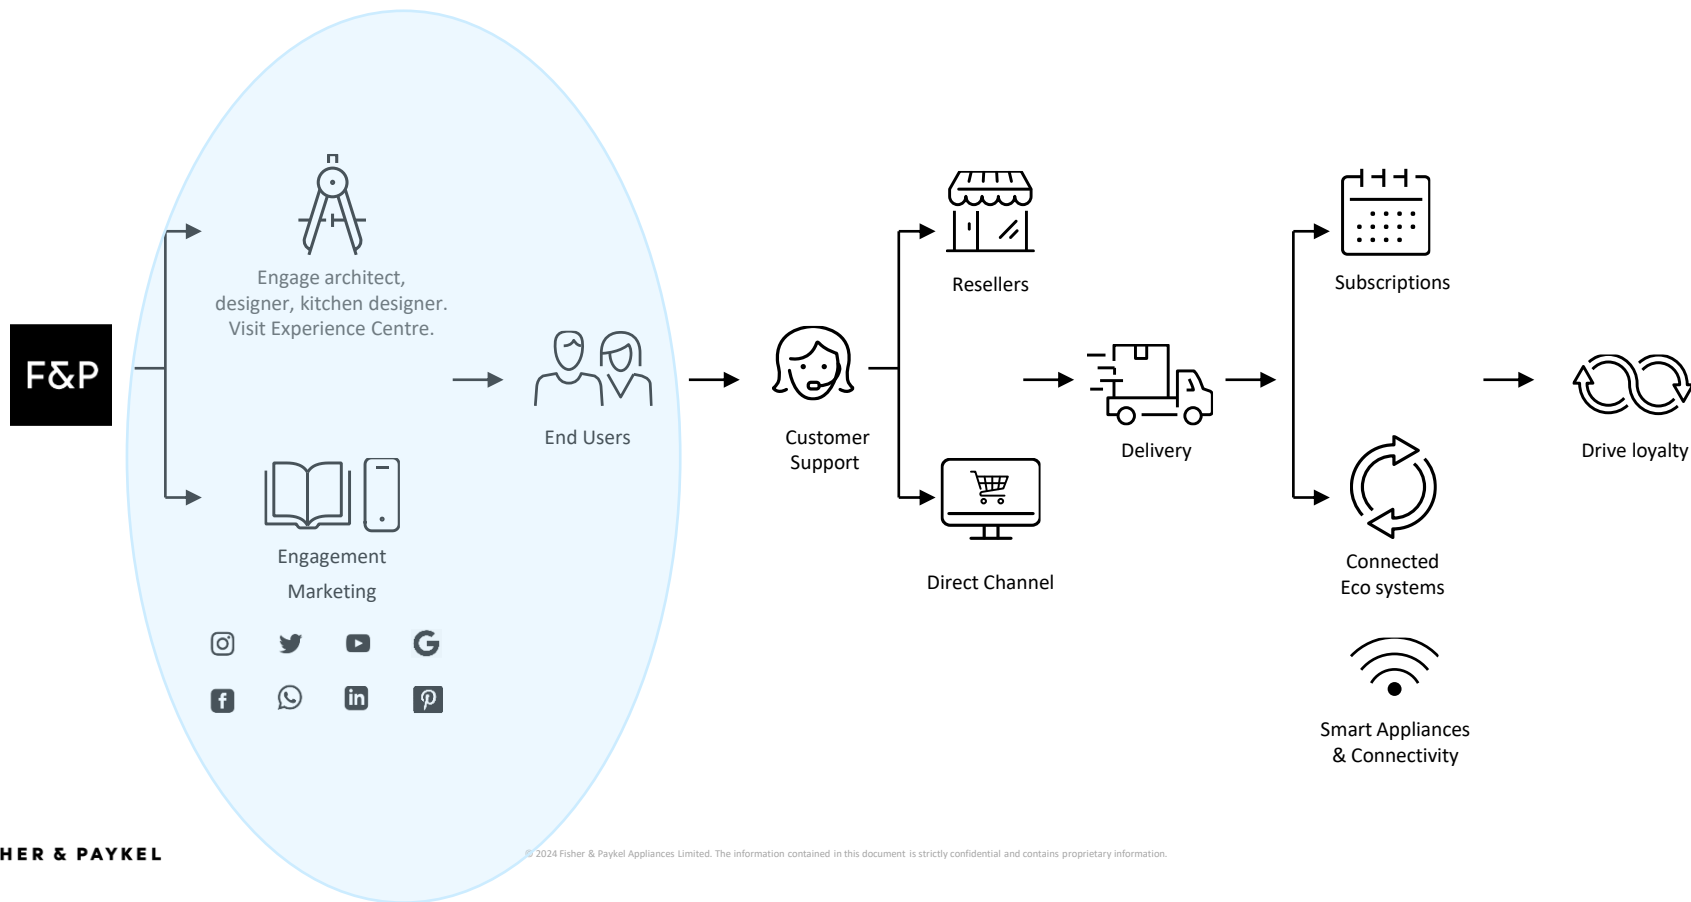 F&P
Engage architect,
designer, kitchen designer.
Visit Experience Centre.
Engagement
Marketing
End Users
Customer
Support
Resellers
Direct Channel
Delivery
Subscriptions
Connected
Eco systems
Smart Appliances
& Connectivity
Drive loyalty
HER & PAYKEL
© 2024 Fisher & Paykel Appliances Limited. The information contained in this document is strictly confidential and contains proprietary information.